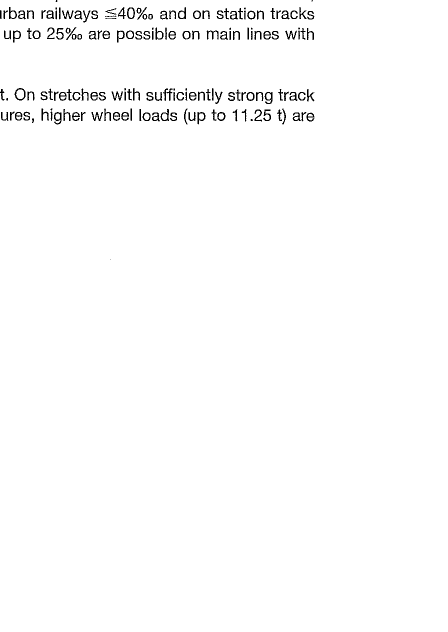 urban railways ≦40‰ and on station tracks
up to 25‰ are possible on main lines with
t. On stretches with sufficiently strong track
ures, higher wheel loads (up to 11.25 t) are